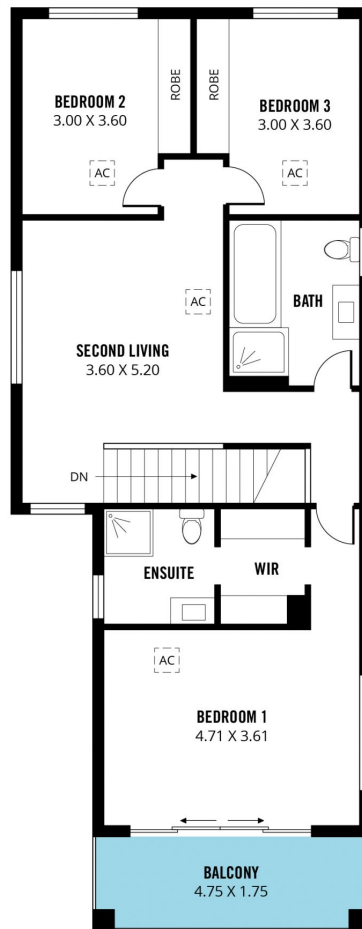 BEDROOM 2
3.00 X 3.60
ROBE
ROBE
BEDROOM 3
3.00 X 3.60
AC
AC
AC
BATH
SECOND LIVING
3.60 X 5.20
DN
ENSUITE
WIR
AC
BEDROOM 1
4.71 X 3.61
BALCONY
4.75 X 1.75